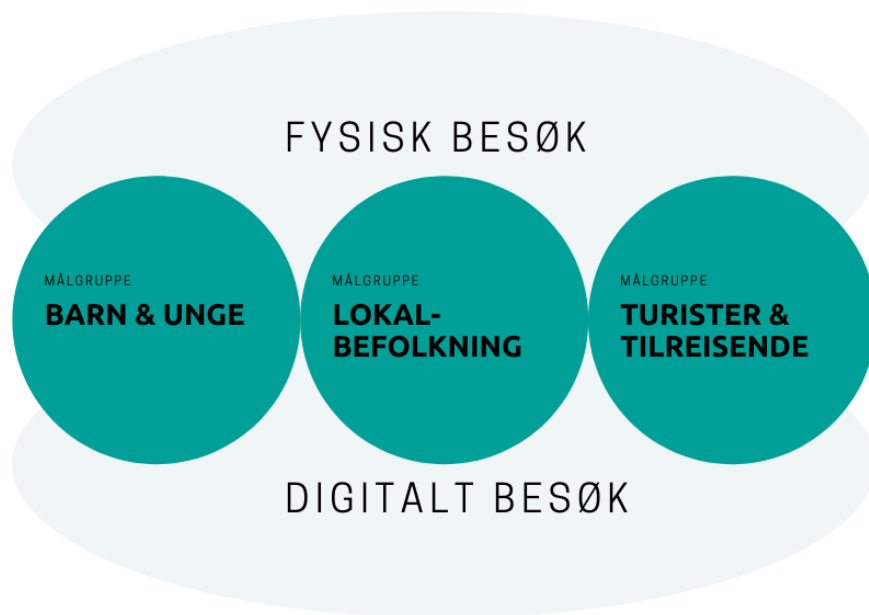 FYSISK BESØK
MÅLGRUPPE
BARN & UNGE
MÅLGRUPPE
LOKAL-
BEFOLKNING
MÅLGRUPPE
TURISTER &
TILREISENDE
DIGITALT BESØK